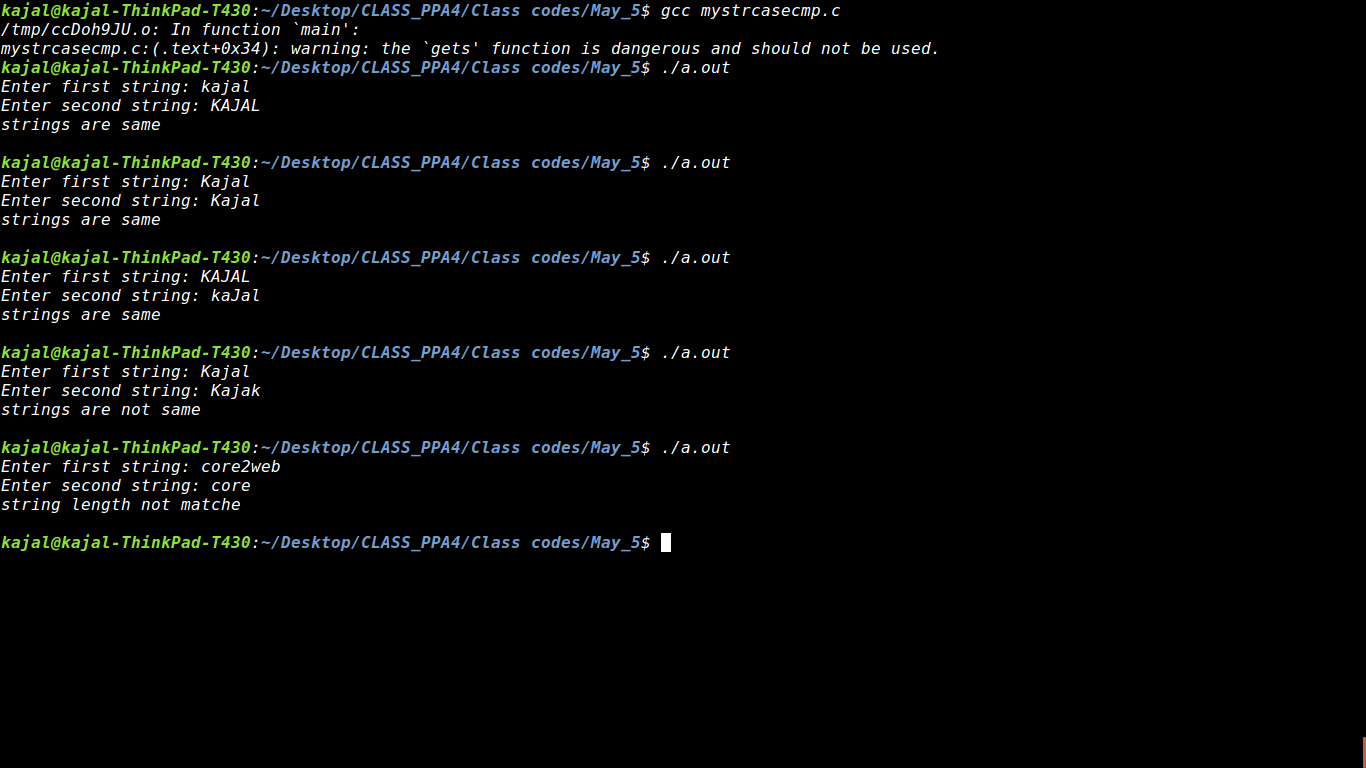 kajal@kajal-ThinkPad-T430:~/Desktop/CLASS_PPA4/Class codes/May_5$ gcc mystrcasecmp.c
/tmp/ccDoh9JU.o: In function `main':
mystrcasecmp.c:(.text+0x34): warning: the `gets' function is dangerous and should not be used.
kajal@kajal-ThinkPad-T430:~/Desktop/CLASS_PPA4/Class codes/May_5$ ./a.out
Enter first string: kajal
Enter second string: KAJAL
strings are same
kajal@kajal-ThinkPad-T430:~/Desktop/CLASS_PPA4/Class codes/May_5$ ./a.out
Enter first string: Kajal
Enter second string: Kajal
strings are same
kajal@kajal-ThinkPad-T430:~/Desktop/CLASS_PPA4/Class codes/May_5$ ./a.out
Enter first string: KAJAL
Enter second string: kaJal
strings are same
kajal@kajal-ThinkPad-T430:~/Desktop/CLASS_PPA4/Class codes/May_5$ ./a.out
Enter first string: Kajal
Enter second string: Kajak
strings are not same
kajal@kajal-ThinkPad-T430:~/Desktop/CLASS_PPA4/Class codes/May_5$ ./a.out
Enter first string: core2web
Enter second string: core
string length not matche
kajal@kajal-ThinkPad-T430:~/Desktop/CLASS_PPA4/Class codes/May_5$